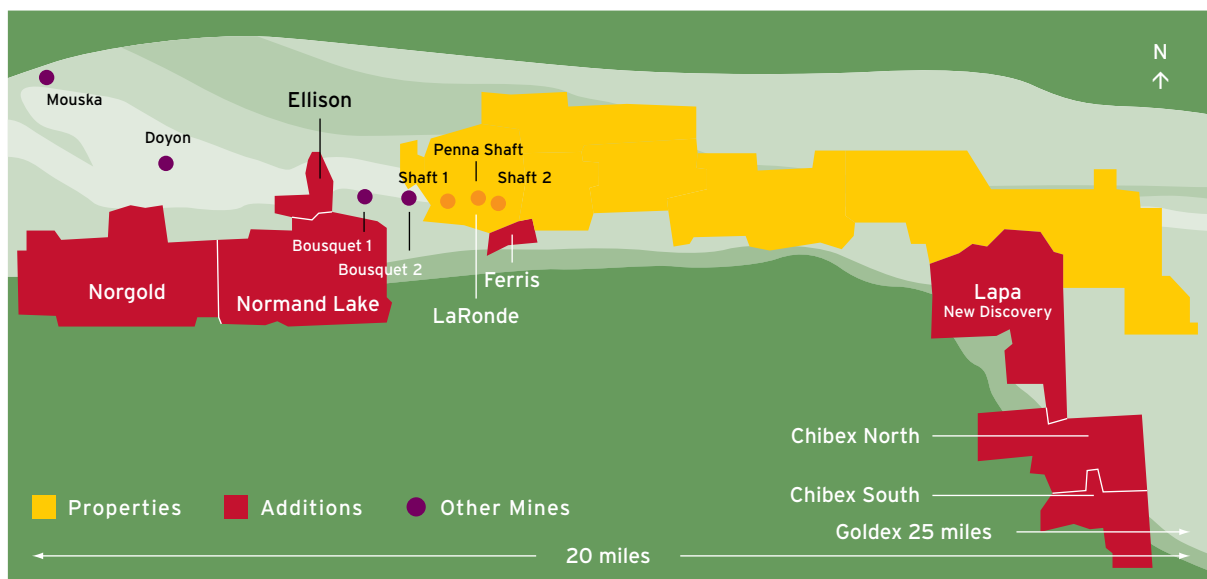 N
Mouska
Ellison
Doyon
Penna Shaft
Shaft 1
Shaft 2
Bousquet 1
Bousquet 2
Ferris
Norgold
Normand Lake
LaRonde
Lapa
New Discovery
Chibex North
Chibex South
Properties
Additions
Other Mines
Goldex 25 miles
20 miles